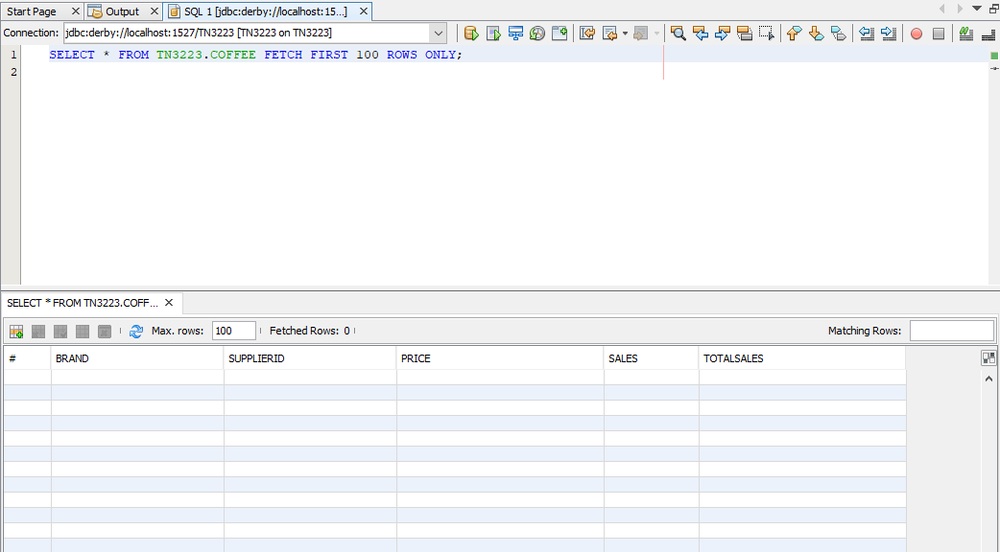 Start Page Output SQL 1 [jdbc:derby://localhost:15...]
Connection: jdbc:derby://localhost:1527/TN3223 [TN3223 on TN3223]
1 SELECT * FROM TN3223.COFFEE FETCH FIRST 100 ROWS ONLY;
2
SELECT * FROM TN3223.COFF...
Max. rows: 100 Fetched Rows: 0 Matching Rows:
# BRAND SUPPLIERID PRICE SALES TOTALSALES